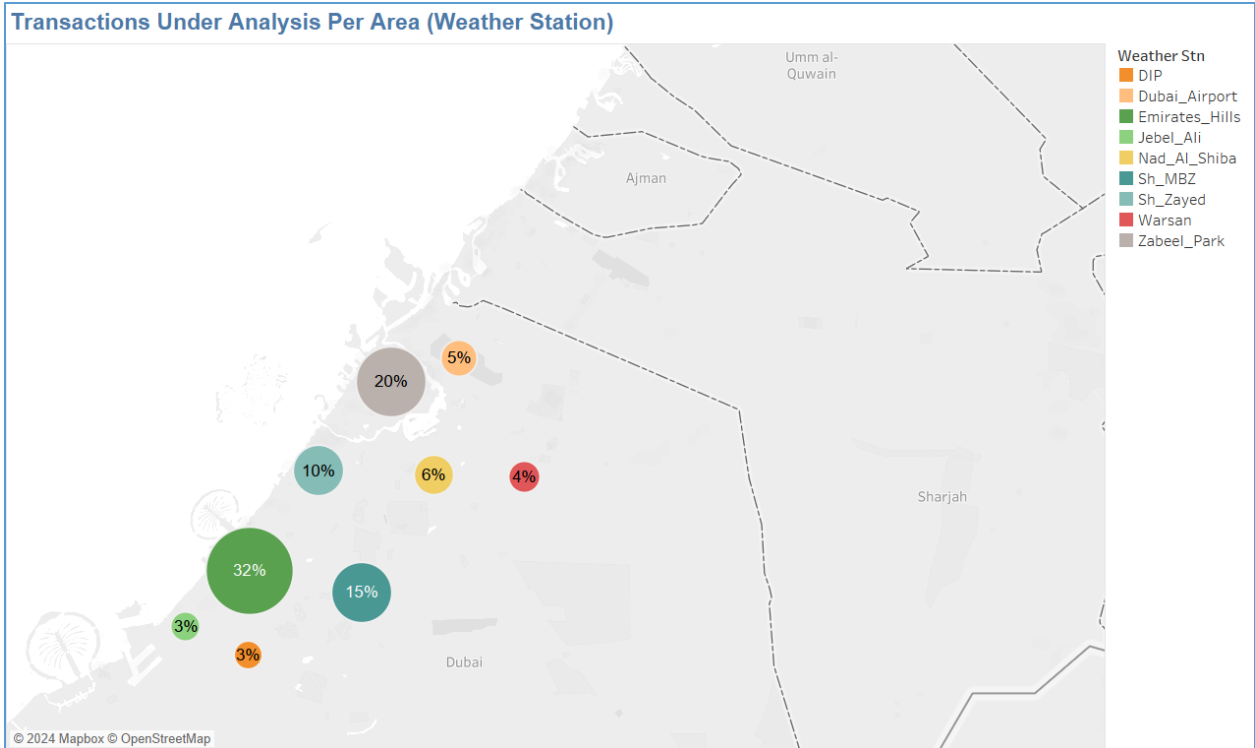 Transactions Under Analysis Per Area (Weather Station)
Umm al-
Quwain
Ajman
5%
20%
10%
6%
4%
Sharjah
32%
15%
3%
3%
Dubai
© 2024 Mapbox © OpenStreetMap
Weather Stn
DIP
Dubai_Airport
Emirates_Hills
Jebel_Ali
Nad_Al_Shiba
Sh_MBZ
Sh_Zayed
Warsan
Zabeel_Park